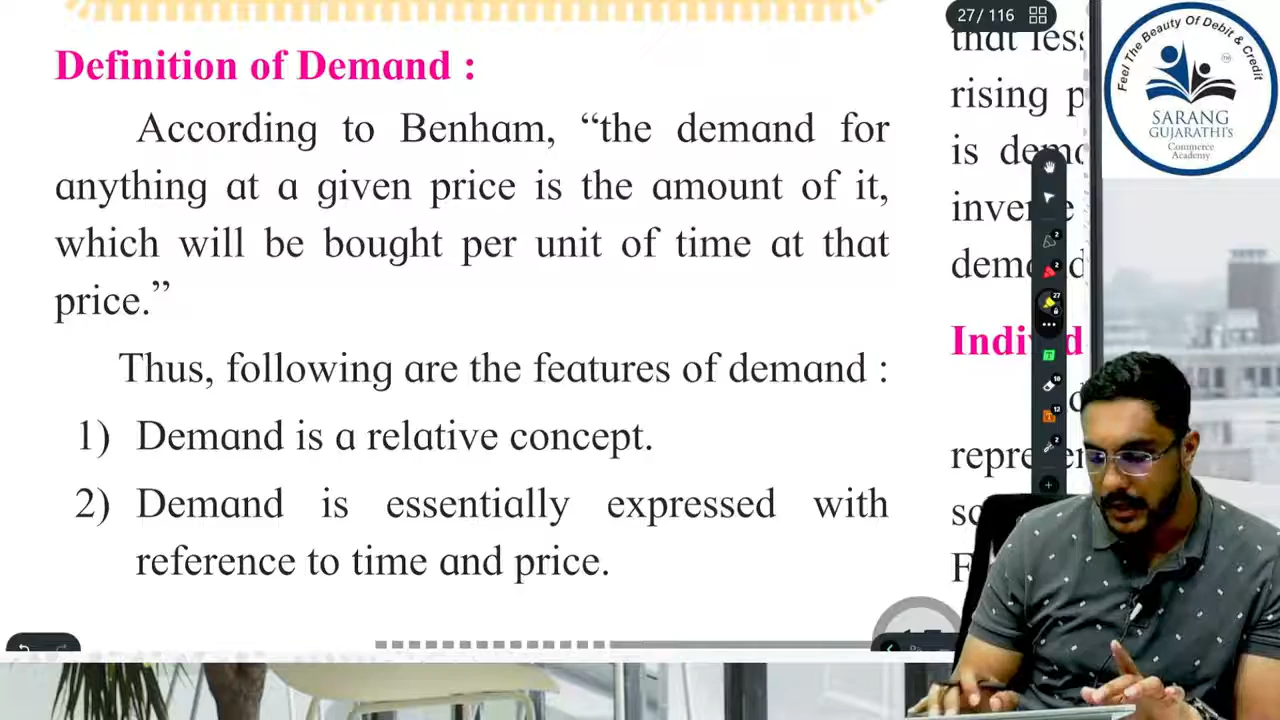 Definition of Demand :
According to Benham, “the demand for
anything at a given price is the amount of it,
which will be bought per unit of time at that
price.”
Thus, following are the features of demand :
1) Demand is a relative concept.
2) Demand is essentially expressed with
reference to time and price.
27/ 116
that
rising
is
Feel The Beauty Of Debit & Credit
TM
SARANG
GUJARATHI's
Commerce
Academy